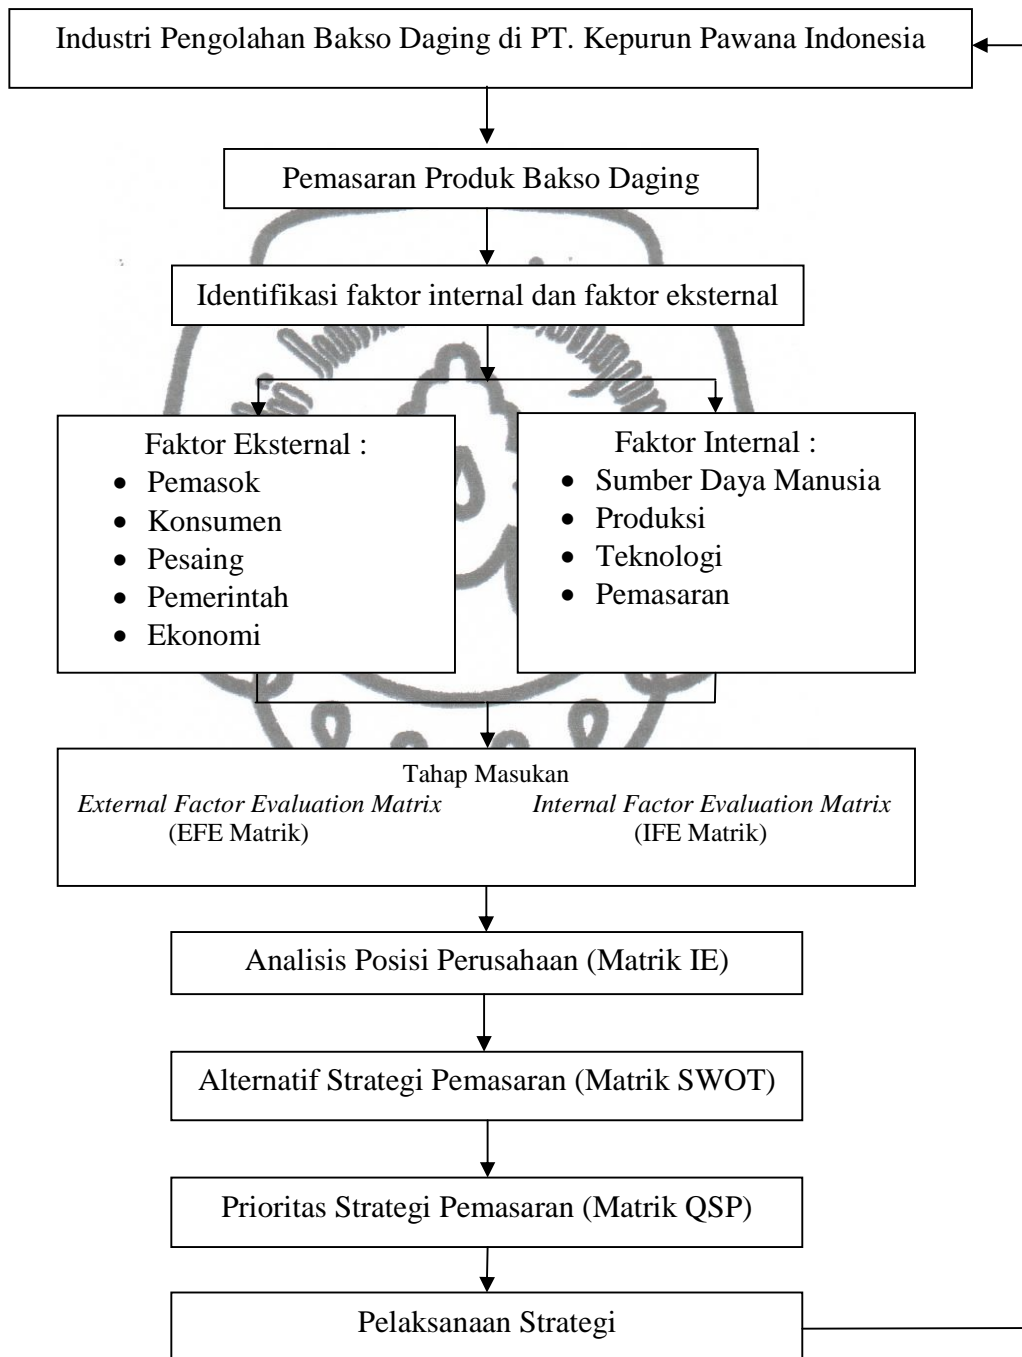 Industri Pengolahan Bakso Daging di PT. Kepurun Pawana Indonesia
Pemasaran Produk Bakso Daging
Identifikasi faktor internal dan faktor eksternal
Faktor Eksternal :
• Pemasok
• Konsumen
• Pesaing
• Pemerintah
• Ekonomi
Faktor Internal :
• Sumber Daya Manusia
• Produksi
• Teknologi
• Pemasaran
Tahap Masukan
External Factor Evaluation Matrix
(EFE Matrik)
Internal Factor Evaluation Matrix
(IFE Matrik)
Analisis Posisi Perusahaan (Matrik IE)
Alternatif Strategi Pemasaran (Matrik SWOT)
Prioritas Strategi Pemasaran (Matrik QSP)
Pelaksanaan Strategi